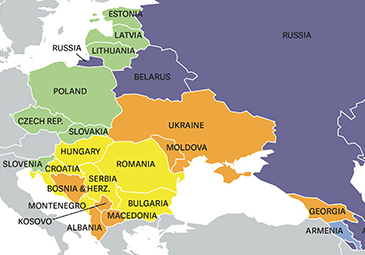 ESTONIA
LATVIA
LITHUANIA
RUSSIA
RUSSIA
BELARUS
POLAND
CZECH REP.
SLOVAKIA
UKRAINE
MOLDOVA
HUNGARY
ROMANIA
SLOVENIA
CROATIA
SERBIA
BOSNIA & HERZ.
MONTENEGRO
BULGARIA
KOSOVO
MACEDONIA
ALBANIA
GEORGIA
ARMENIA